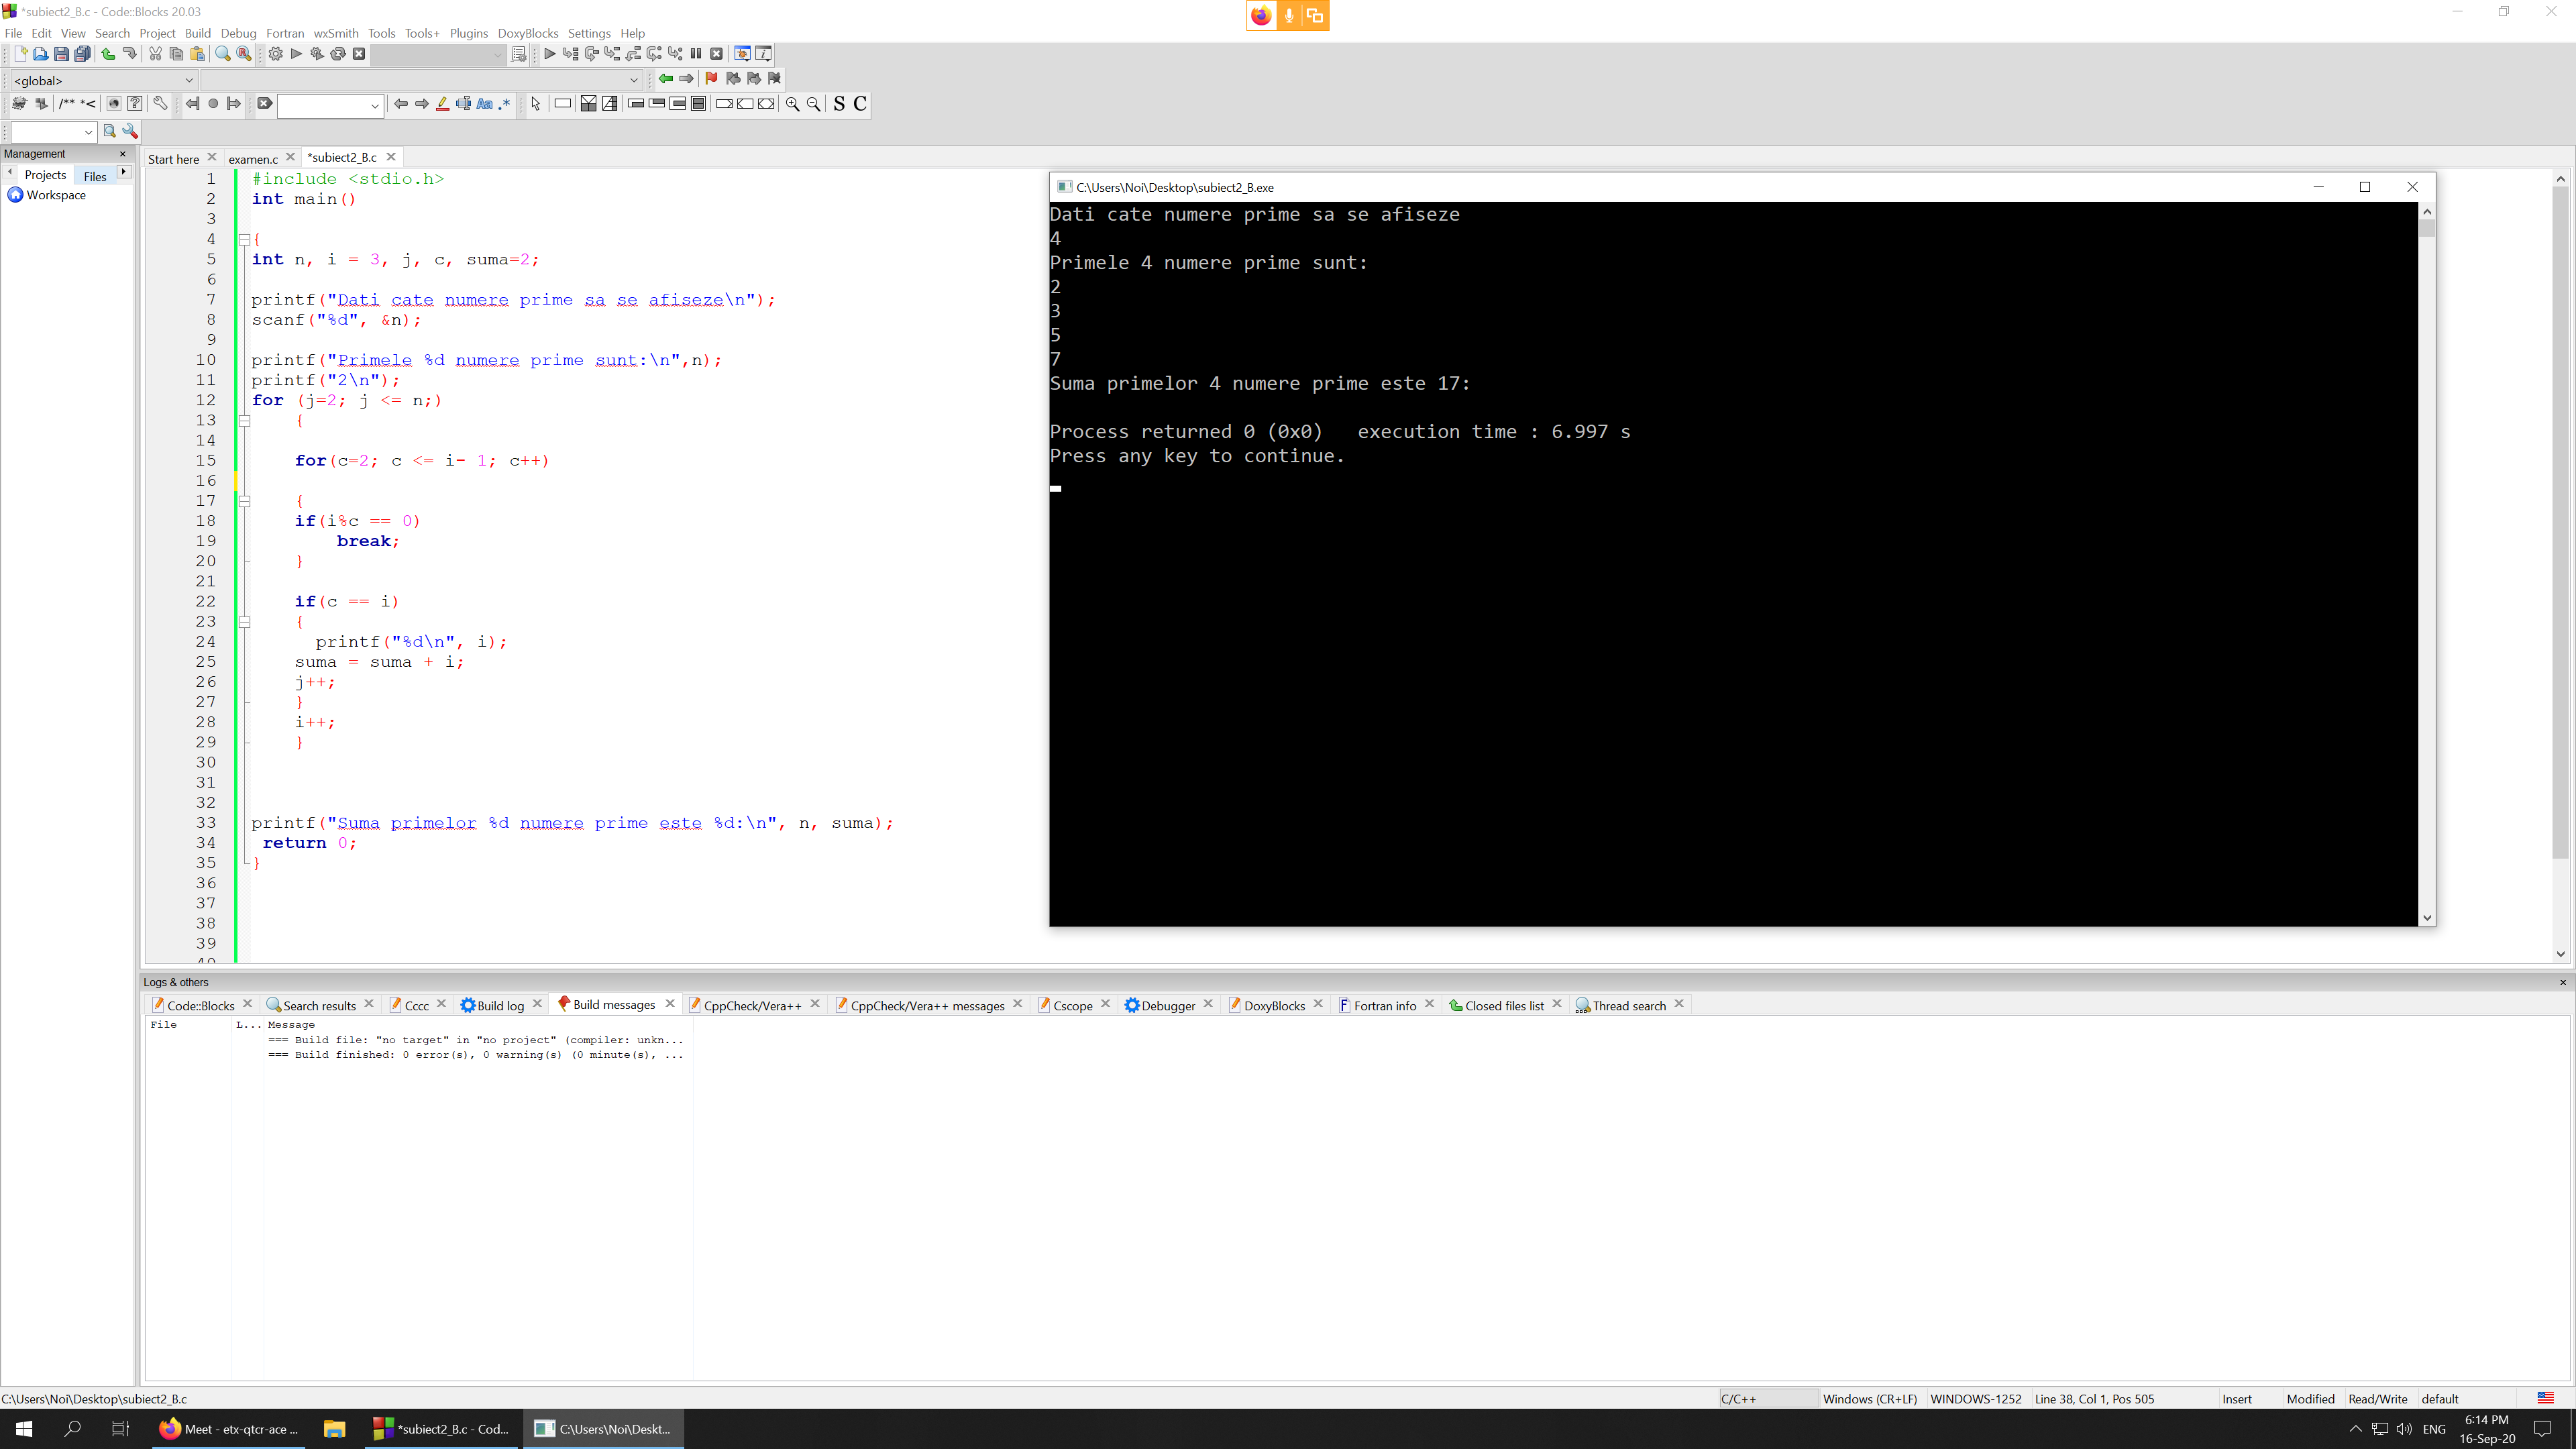 *subiect2_B.c - Code::Blocks 20.03
File Edit View Search Project Build Debug Fortran wxSmith Tools Tools+ Plugins DoxyBlocks Settings Help
<global>
/** *<
Aa .* S C
Management
Projects Files
Workspace
Start here examen.c *subiect2_B.c
1 #include <stdio.h>
2 int main()
3
4 {
5 int n, i = 3, j, c, suma=2;
6
7 printf("Dati cate numere prime sa se afiseze\n");
8 scanf("%d", &n);
9
10 printf("Primele %d numere prime sunt:\n",n);
11 printf("2\n");
12 for (j=2; j <= n;)
13 {
14
15 for(c=2; c <= i- 1; c++)
16
17 {
18 if(i%c == 0)
19 break;
20 }
21
22 if(c == i)
23 {
24 printf("%d\n", i);
25 suma = suma + i;
26 j++;
27 }
28 i++;
29 }
30
31
32
33 printf("Suma primelor %d numere prime este %d:\n", n, suma);
34 return 0;
35 }
36
37
38
39
40
C:\Users\Noi\Desktop\subiect2_B.exe
Dati cate numere prime sa se afiseze
4
Primele 4 numere prime sunt:
2
3
5
7
Suma primelor 4 numere prime este 17:
Process returned 0 (0x0) execution time : 6.997 s
Press any key to continue.
Logs & others
Code::Blocks Search results Cccc Build log Build messages CppCheck/Vera++ CppCheck/Vera++ messages Cscope Debugger DoxyBlocks Fortran info Closed files list Thread search
File L... Message
=== Build file: "no target" in "no project" (compiler: unkn...
=== Build finished: 0 error(s), 0 warning(s) (0 minute(s), ...
C:\Users\Noi\Desktop\subiect2_B.c C/C++ Windows (CR+LF) WINDOWS-1252 Line 38, Col 1, Pos 505 Insert Modified Read/Write default
Meet - etx-qtcr-ace ... *subiect2_B.c - Cod... C:\Users\Noi\Deskt... ENG 6:14 PM
16-Sep-20